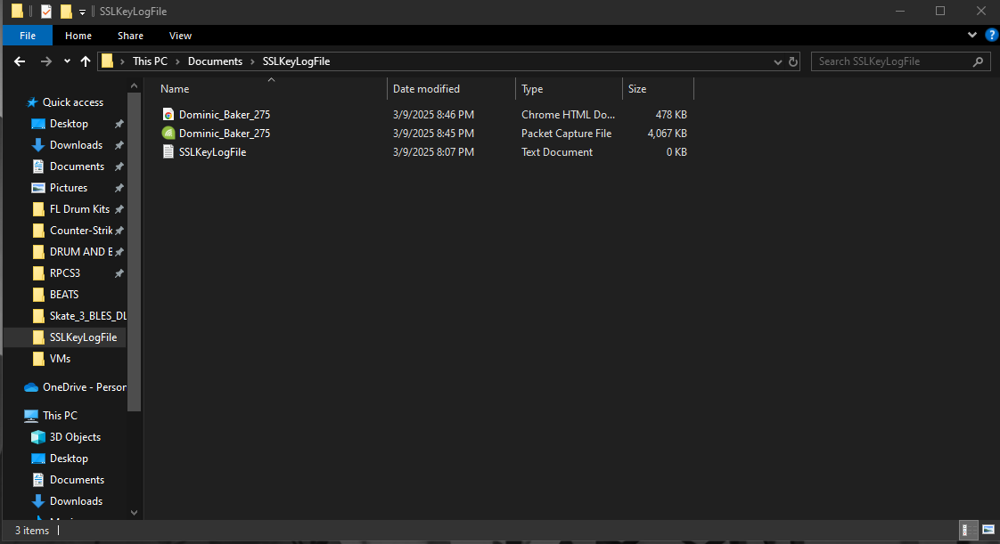 SSLKeyLogFile
File Home Share View
This PC Documents SSLKeyLogFile Search SSLKeyLogFile
Name Date modified Type Size
Quick access
Desktop
Downloads
Documents
Pictures
FL Drum Kits
Counter-Strik
DRUM AND E
RPCS3
BEATS
Skate_3_BLES_DL
SSLKeyLogFile
VMs
OneDrive - Person
This PC
3D Objects
Desktop
Documents
Downloads
Dominic_Baker_275 3/9/2025 8:46 PM Chrome HTML Do... 478 KB
Dominic_Baker_275 3/9/2025 8:45 PM Packet Capture File 4,067 KB
SSLKeyLogFile 3/9/2025 8:07 PM Text Document 0 KB
3 items